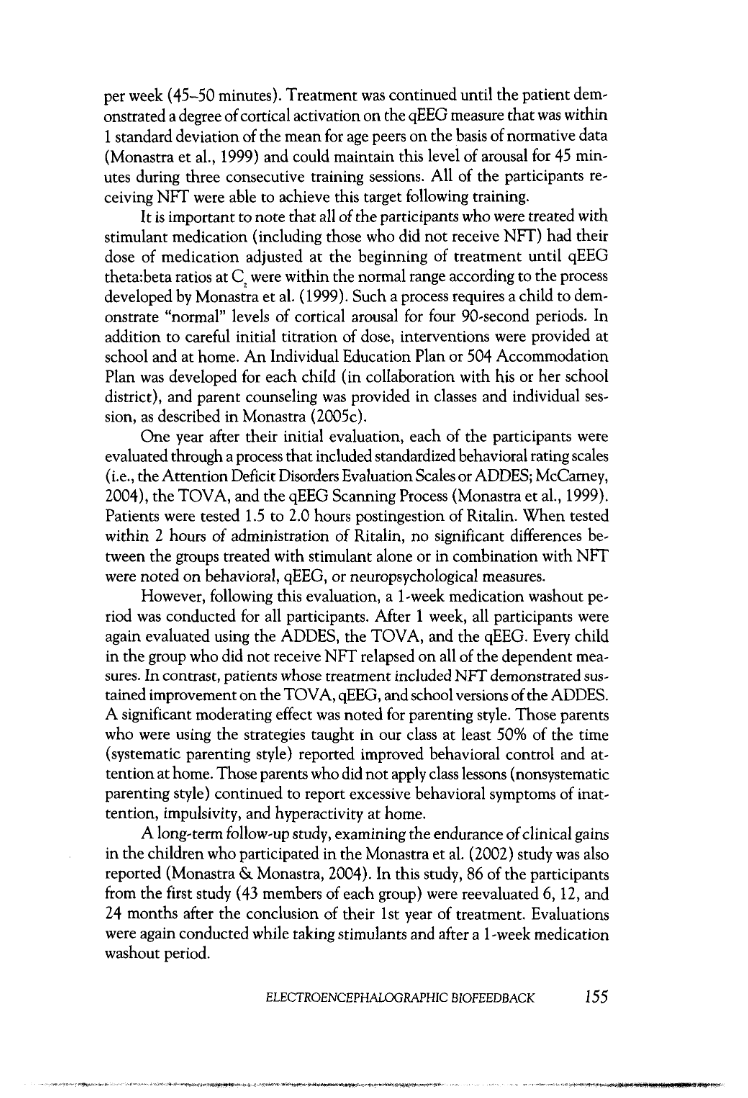 per week (45–50 minutes). Treatment was continued until the patient dem-
onstrated a degree of cortical activation on the qEEG measure that was within
1 standard deviation of the mean for age peers on the basis of normative data
(Monastra et al., 1999) and could maintain this level of arousal for 45 min-
utes during three consecutive training sessions. All of the participants re-
ceiving NFT were able to achieve this target following training.
It is important to note that all of the participants who were treated with
stimulant medication (including those who did not receive NFT) had their
dose of medication adjusted at the beginning of treatment until qEEG
theta:beta ratios at Cz were within the normal range according to the process
developed by Monastra et al. (1999). Such a process requires a child to dem-
onstrate “normal” levels of cortical arousal for four 90-second periods. In
addition to careful initial titration of dose, interventions were provided at
school and at home. An Individual Education Plan or 504 Accommodation
Plan was developed for each child (in collaboration with his or her school
district), and parent counseling was provided in classes and individual ses-
sion, as described in Monastra (2005c).
One year after their initial evaluation, each of the participants were
evaluated through a process that included standardized behavioral rating scales
(i.e., the Attention Deficit Disorders Evaluation Scales or ADDES; McCarney,
2004), the TOVA, and the qEEG Scanning Process (Monastra et al., 1999).
Patients were tested 1.5 to 2.0 hours postingestion of Ritalin. When tested
within 2 hours of administration of Ritalin, no significant differences be-
tween the groups treated with stimulant alone or in combination with NFT
were noted on behavioral, qEEG, or neuropsychological measures.
However, following this evaluation, a 1-week medication washout pe-
riod was conducted for all participants. After 1 week, all participants were
again evaluated using the ADDES, the TOVA, and the qEEG. Every child
in the group who did not receive NFT relapsed on all of the dependent mea-
sures. In contrast, patients whose treatment included NFT demonstrated sus-
tained improvement on the TOVA, qEEG, and school versions of the ADDES.
A significant moderating effect was noted for parenting style. Those parents
who were using the strategies taught in our class at least 50% of the time
(systematic parenting style) reported improved behavioral control and at-
tention at home. Those parents who did not apply class lessons (nonsystematic
parenting style) continued to report excessive behavioral symptoms of inat-
tention, impulsivity, and hyperactivity at home.
A long-term follow-up study, examining the endurance of clinical gains
in the children who participated in the Monastra et al. (2002) study was also
reported (Monastra & Monastra, 2004). In this study, 86 of the participants
from the first study (43 members of each group) were reevaluated 6, 12, and
24 months after the conclusion of their 1st year of treatment. Evaluations
were again conducted while taking stimulants and after a 1-week medication
washout period.
ELECTROENCEPHALOGRAPHIC BIOFEEDBACK 155